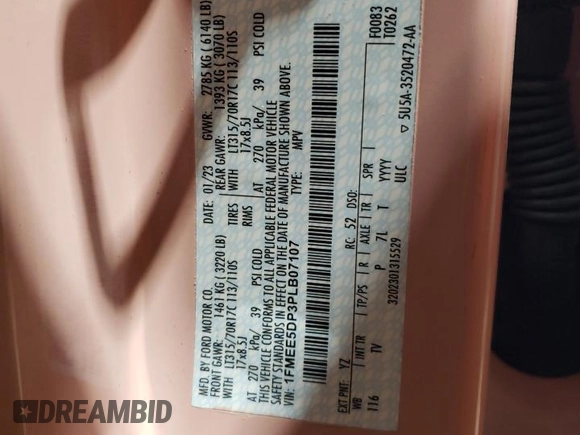 MFD. BY FORD MOTOR CO.
DATE: 01/23
GVWR: 2785 KG ( 6140 LB)
FRONT GAWR: 1461 KG ( 3220 LB)
REAR GAWR: 1393 KG ( 3070 LB)
WITH LT315/70R17C 113/110S TIRES WITH LT315/70R17C 113/110S
17x8.5J RIMS 17x8.5J
AT 270 kPa/ 39 PSI COLD AT 270 kPa/ 39 PSI COLD
THIS VEHICLE CONFORMS TO ALL APPLICABLE FEDERAL MOTOR VEHICLE
SAFETY STANDARDS IN EFFECT ON THE DATE OF MANUFACTURE SHOWN ABOVE.
VIN: 1FMEE5DP3PLB07107
TYPE: MPV
F0083
T0262
EXT PNT: YZ RC: 52 DSO:
WB INT TR TP/PS R AXLE TR SPR
116 TV P 7L T YYYY
3202301315529 ULC
5U5A-3520472-AA
DREAMBID